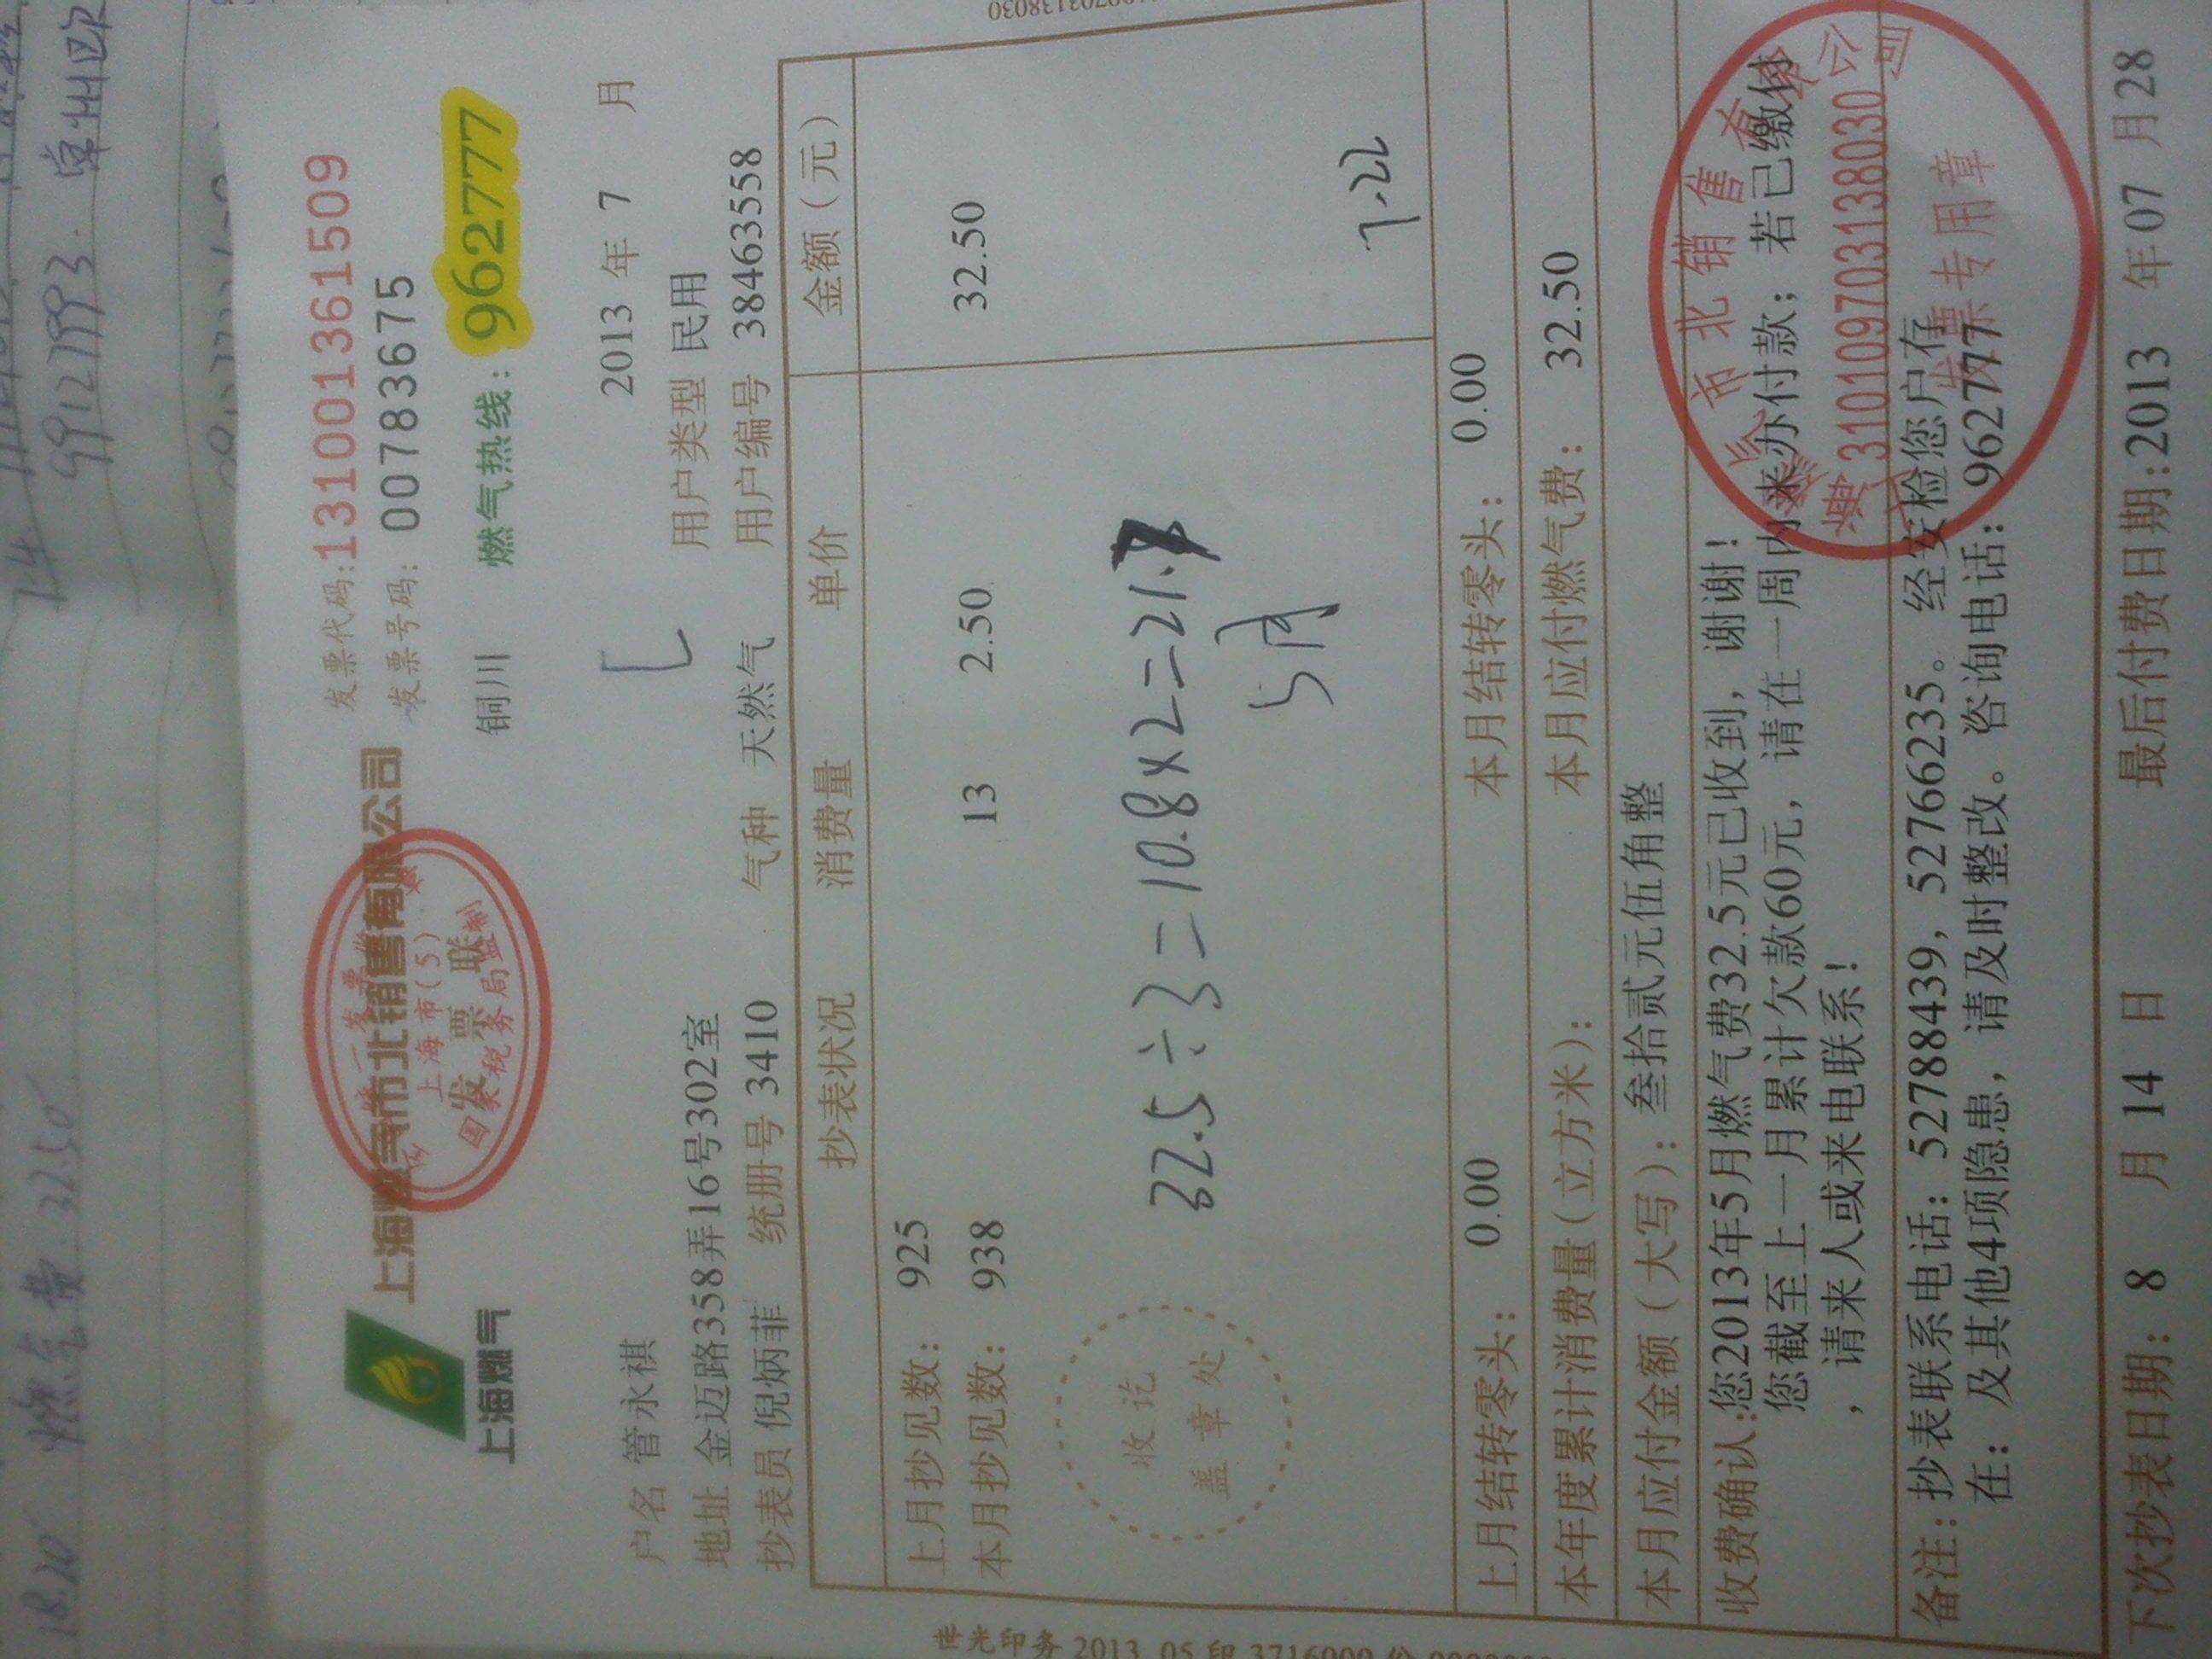 18.20 燃气费:32.50
发票代码:131001361509
上海燃气市北销售有限公司
发票号码: 00783675
上海市(5)
发票联
国家税务局监制
上海燃气
铜川 燃气热线: 962777
2013 年 7 月
户名 管永祺
用户类型 民用
地址 金迈路358弄16号302室
抄表员 倪炳菲 统册号 3410 气种 天然气 用户编号 38463558
抄表状况 消费量 单价 金额(元)
上月抄见数: 925
本月抄见数: 938 13 2.50 32.50
收讫
盖章处
32.5÷3=10.8×2=21.
5月
7.22
上月结转零头: 0.00 本月结转零头: 0.00
本年度累计消费量(立方米): 本月应付燃气费: 32.50
本月应付金额(大写): 叁拾贰元伍角整
收费确认:您2013年5月燃气费32.5元已收到，谢谢!
您截至上一月累计欠款60元，请在一周内来办付款；若已缴付
，请来人或来电联系!
310109703138030
发票专用章
备注: 抄表联系电话: 52788439, 52766235。 经安检您户存
在: 及其他4项隐患，请及时整改。咨询电话: 962777
下次抄表日期: 8 月 14 日 最后付费日期:2013 年 07 月 28
世光印务 2013 05 印 3716000 份